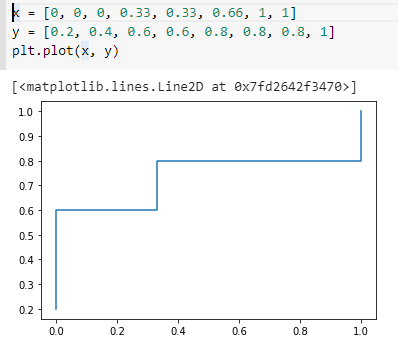 x = [0, 0, 0, 0.33, 0.33, 0.66, 1, 1]
y = [0.2, 0.4, 0.6, 0.6, 0.8, 0.8, 0.8, 1]
plt.plot(x, y)
[<matplotlib.lines.Line2D at 0x7fd2642f3470>]
1.0
0.9
0.8
0.7
0.6
0.5
0.4
0.3
0.2
0.0 0.2 0.4 0.6 0.8 1.0